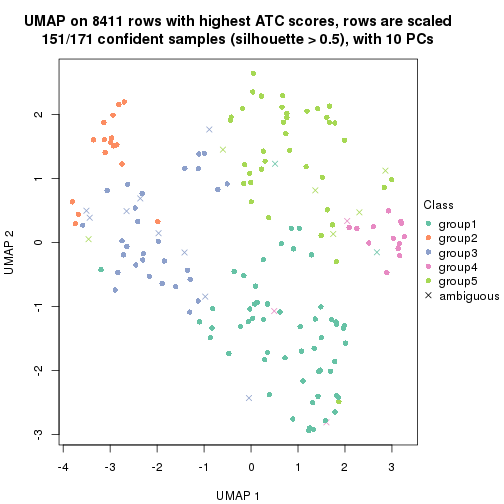 UMAP on 8411 rows with highest ATC scores, rows are scaled
151/171 confident samples (silhouette > 0.5), with 10 PCs
2
1
0
-1
-2
-3
UMAP 2
-4
-3
-2
-1
0
1
2
3
UMAP 1
Class
group1
group2
group3
group4
group5
ambiguous